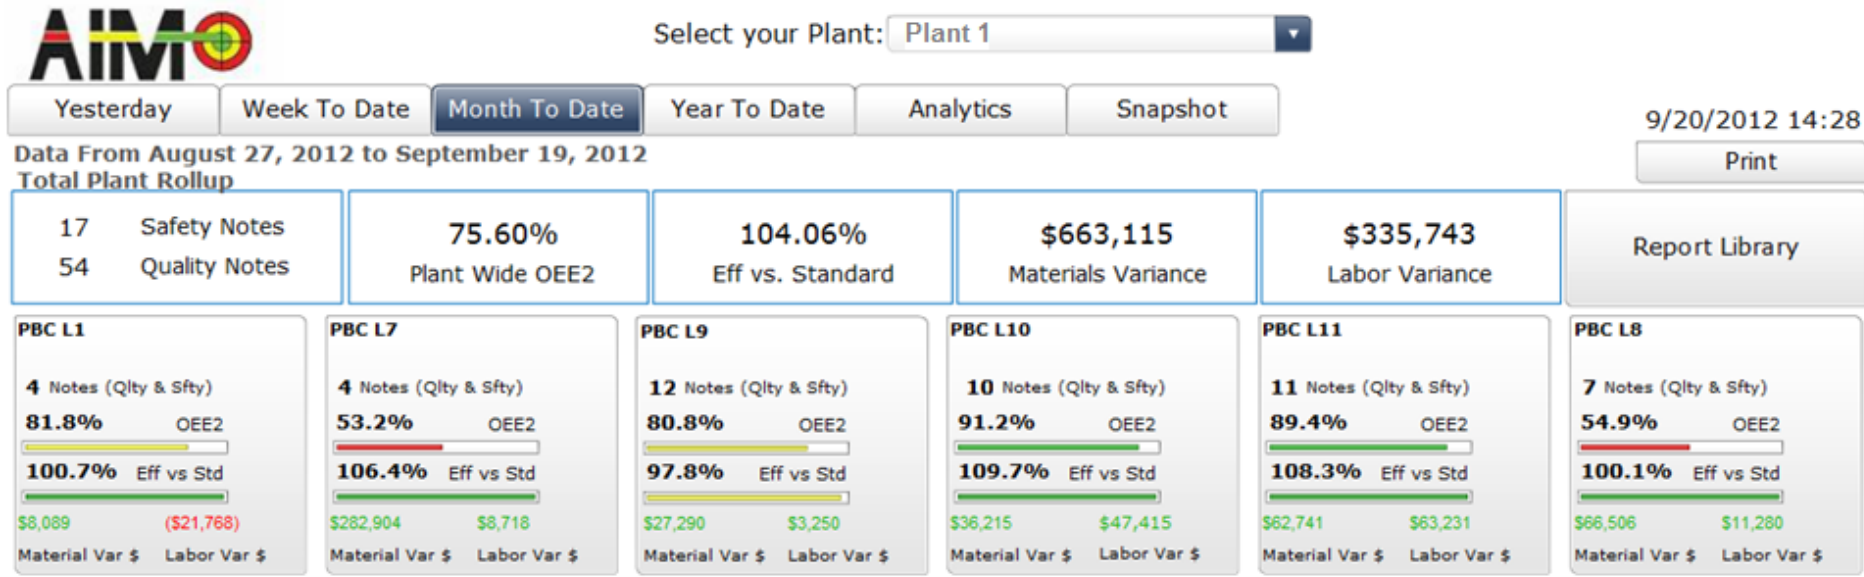 AIM
Select your Plant: Plant 1
Yesterday Week To Date Month To Date Year To Date Analytics Snapshot
9/20/2012 14:28
Print
Data From August 27, 2012 to September 19, 2012
Total Plant Rollup
17 Safety Notes
54 Quality Notes
75.60%
Plant Wide OEE2
104.06%
Eff vs. Standard
$663,115
Materials Variance
$335,743
Labor Variance
Report Library
PBC L1
4 Notes (Qlty & Sfty)
81.8% OEE2
100.7% Eff vs Std
$8,089 ($21,768)
Material Var $ Labor Var $
PBC L7
4 Notes (Qlty & Sfty)
53.2% OEE2
106.4% Eff vs Std
$282,904 $8,718
Material Var $ Labor Var $
PBC L9
12 Notes (Qlty & Sfty)
80.8% OEE2
97.8% Eff vs Std
$27,290 $3,250
Material Var $ Labor Var $
PBC L10
10 Notes (Qlty & Sfty)
91.2% OEE2
109.7% Eff vs Std
$36,215 $47,415
Material Var $ Labor Var $
PBC L11
11 Notes (Qlty & Sfty)
89.4% OEE2
108.3% Eff vs Std
$62,741 $63,231
Material Var $ Labor Var $
PBC L8
7 Notes (Qlty & Sfty)
54.9% OEE2
100.1% Eff vs Std
$66,506 $11,280
Material Var $ Labor Var $